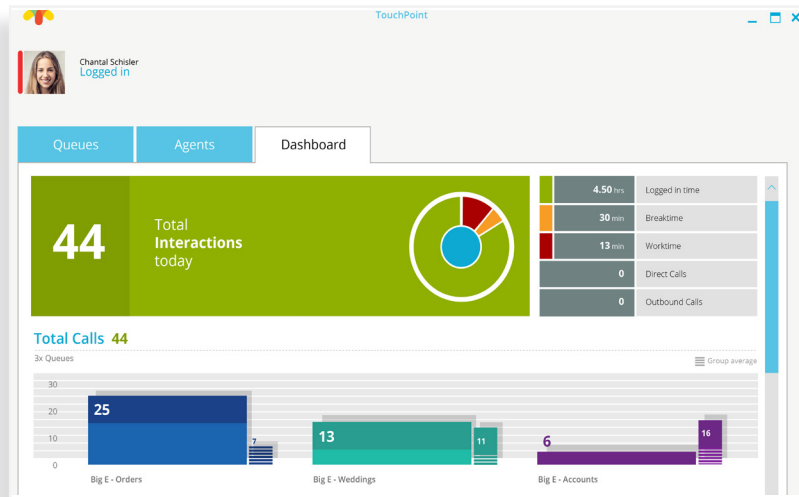 TouchPoint
Chantal Schisler
Logged in
Queues
Agents
Dashboard
44
Total
Interactions
today
4.50 hrs Logged in time
30 min Breaktime
13 min Worktime
0 Direct Calls
0 Outbound Calls
Total Calls 44
3x Queues
Group average
30
20
10
0
25
7
13
11
6
16
Big E - Orders
Big E - Weddings
Big E - Accounts